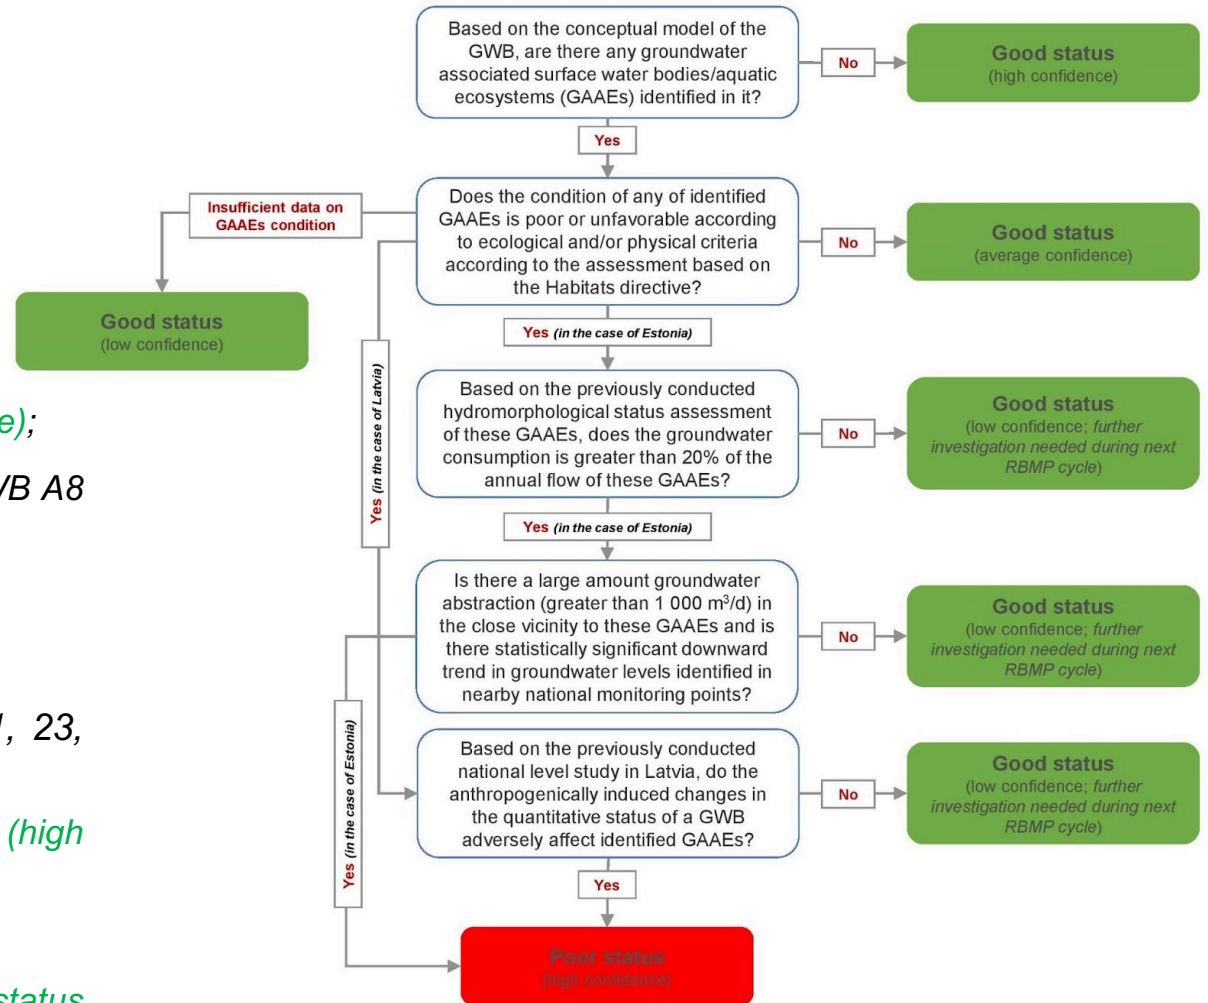 Based on the conceptual model of the
GWB, are there any groundwater
associated surface water bodies/aquatic
ecosystems (GAAEs) identified in it?
No
Good status
(high confidence)
Yes
Does the condition of any of identified
GAAEs is poor or unfavorable according
to ecological and/or physical criteria
according to the assessment based on
the Habitats directive?
Insufficient data on
GAAEs condition
Good status
(low confidence)
No
Good status
(average confidence)
Yes (in the case of Latvia)
Yes (in the case of Estonia)
Based on the previously conducted
hydromorphological status assessment
of these GAAEs, does the groundwater
consumption is greater than 20% of the
annual flow of these GAAEs?
No
Good status
(low confidence; further
investigation needed during next
RBMP cycle)
Yes (in the case of Estonia)
Is there a large amount groundwater
abstraction (greater than 1 000 m³/d) in
the close vicinity to these GAAEs and is
there statistically significant downward
trend in groundwater levels identified in
nearby national monitoring points?
No
Good status
(low confidence; further
investigation needed during next
RBMP cycle)
Yes (in the case of Estonia)
Based on the previously conducted
national level study in Latvia, do the
anthropogenically induced changes in
the quantitative status of a GWB
adversely affect identified GAAEs?
No
Good status
(low confidence; further
investigation needed during next
RBMP cycle)
Yes
Poor status
(high confidence)
e);
VB A8
, 23,
(high
status